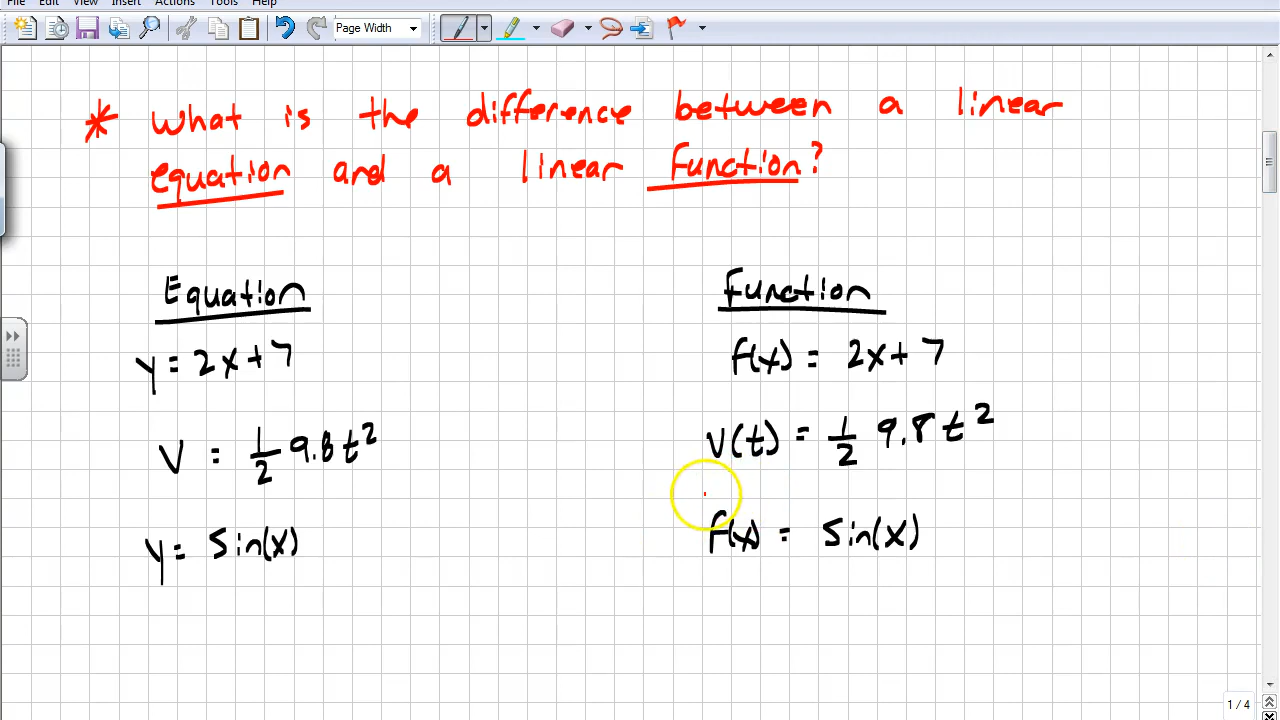 File Edit View Insert Actions Tools Help
Page Width
* What is the difference between a linear
equation and a linear function?
Equation
Function
y = 2x + 7
f(x) = 2x + 7
V = 1/2 9.8t²
V(t) = 1/2 9.8t²
y = Sin(x)
f(x) = Sin(x)
1 / 4